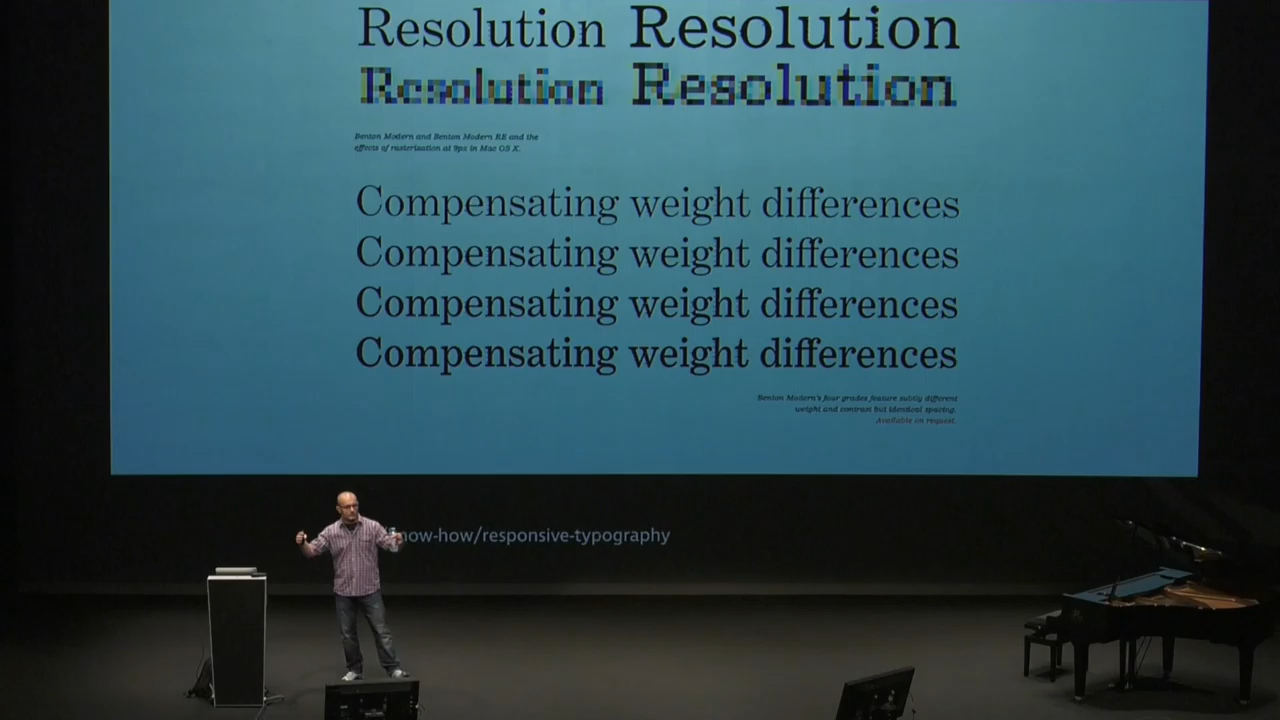 Resolution Resolution
Resolution Resolution
Benton Modern and Benton Modern RE and the
effects of rasterization at 9px in Mac OS X.
Compensating weight differences
Compensating weight differences
Compensating weight differences
Compensating weight differences
Benton Modern's four grades feature subtly different
weight and contrast but identical spacing.
Available on request.
now-how/responsive-typography